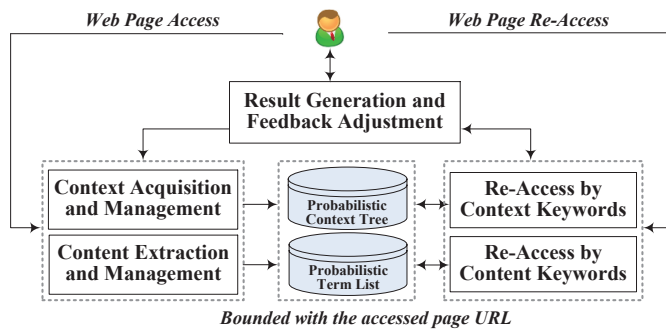 Web Page Access
Web Page Re-Access
Result Generation and
Feedback Adjustment
Context Acquisition
and Management
Probabilistic
Context Tree
Re-Access by
Context Keywords
Content Extraction
and Management
Probabilistic
Term List
Re-Access by
Content Keywords
Bounded with the accessed page URL